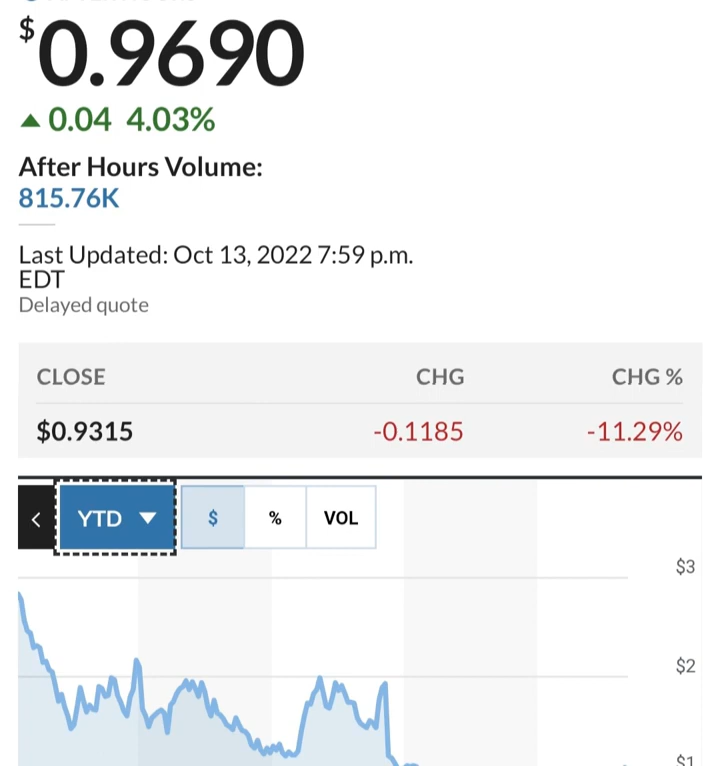 $0.9690
▲ 0.04 4.03%
After Hours Volume:
815.76K
Last Updated: Oct 13, 2022 7:59 p.m.
EDT
Delayed quote
CLOSE CHG CHG %
$0.9315 -0.1185 -11.29%
YTD $ % VOL
$3
$2
$1